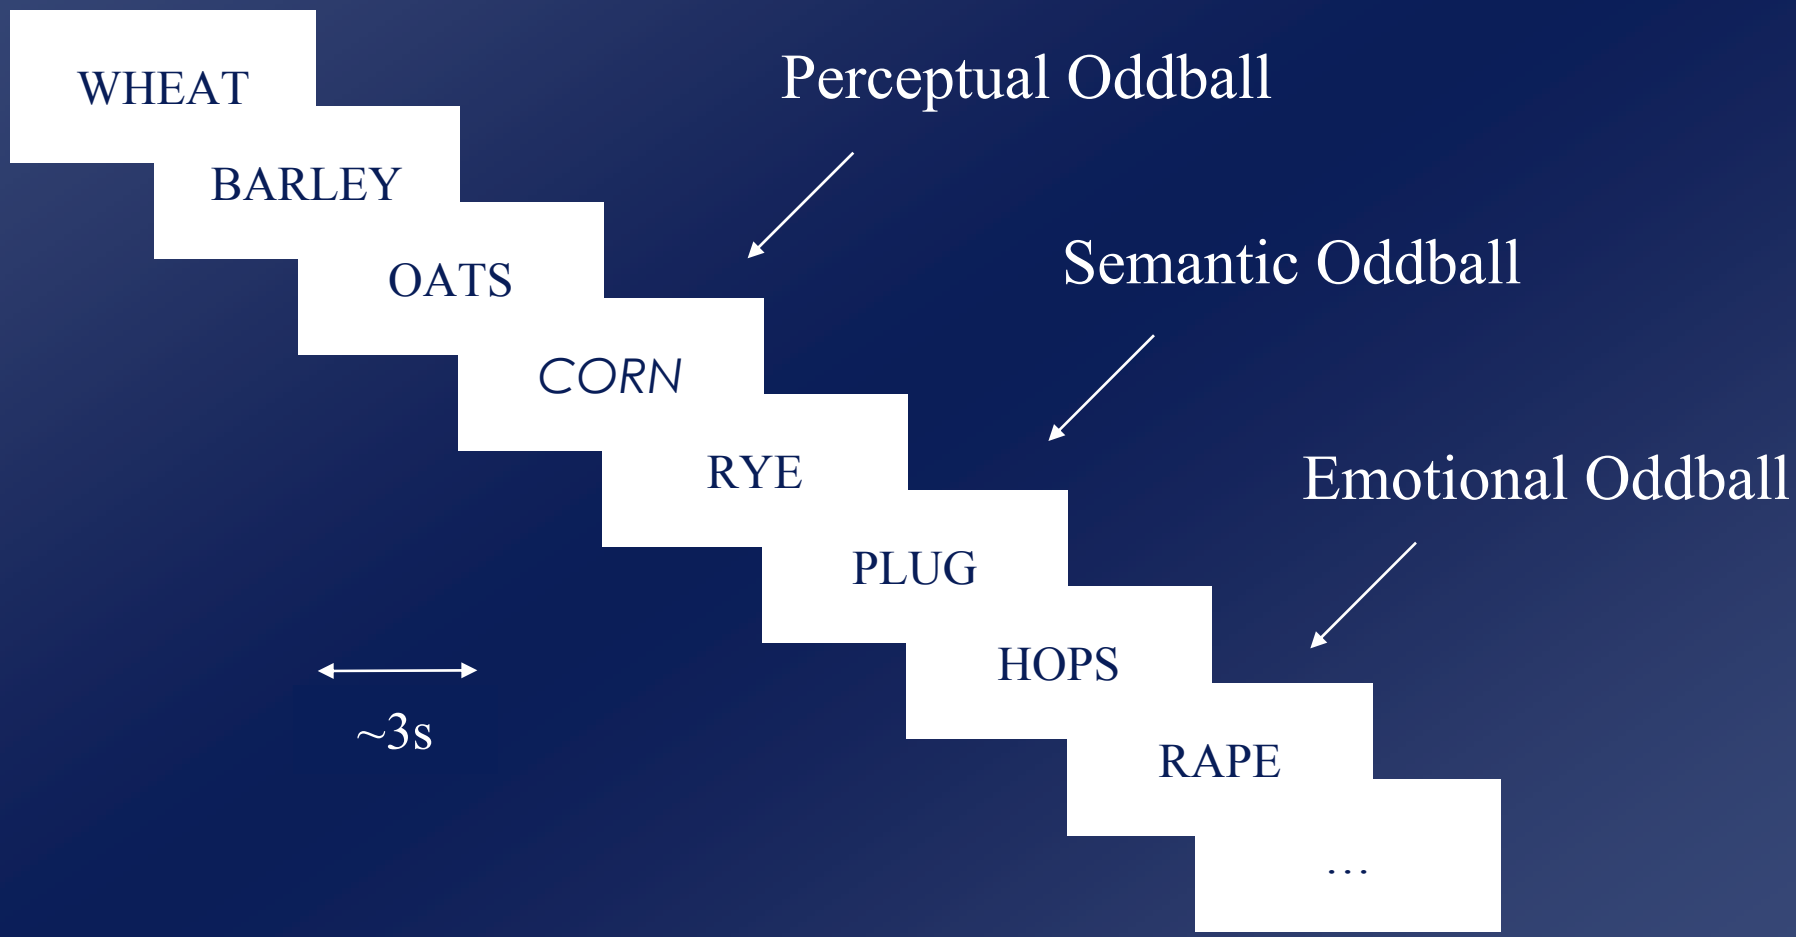 WHEAT
Perceptual Oddball
BARLEY
OATS
Semantic Oddball
CORN
RYE
Emotional Oddball
PLUG
HOPS
~3s
RAPE
...